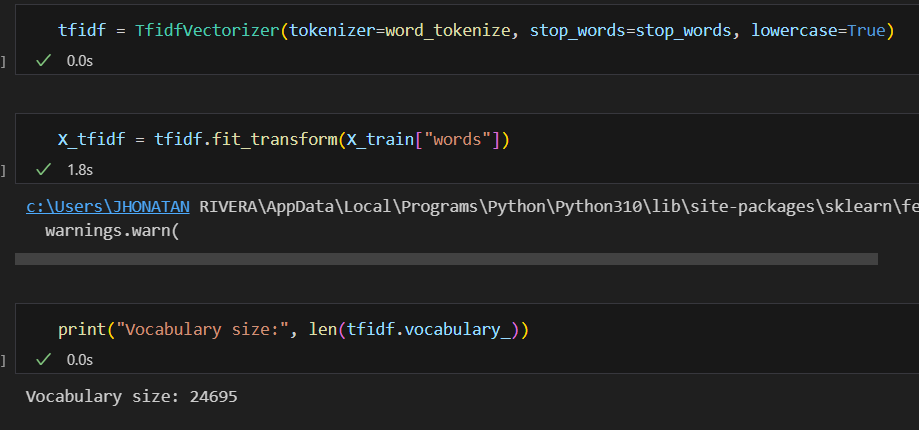 tfidf = TfidfVectorizer(tokenizer=word_tokenize, stop_words=stop_words, lowercase=True)
] ✓ 0.0s
X_tfidf = tfidf.fit_transform(X_train["words"])
] ✓ 1.8s
c:\Users\JHONATAN RIVERA\AppData\Local\Programs\Python\Python310\lib\site-packages\sklearn\fe
warnings.warn(
print("Vocabulary size:", len(tfidf.vocabulary_))
] ✓ 0.0s
Vocabulary size: 24695